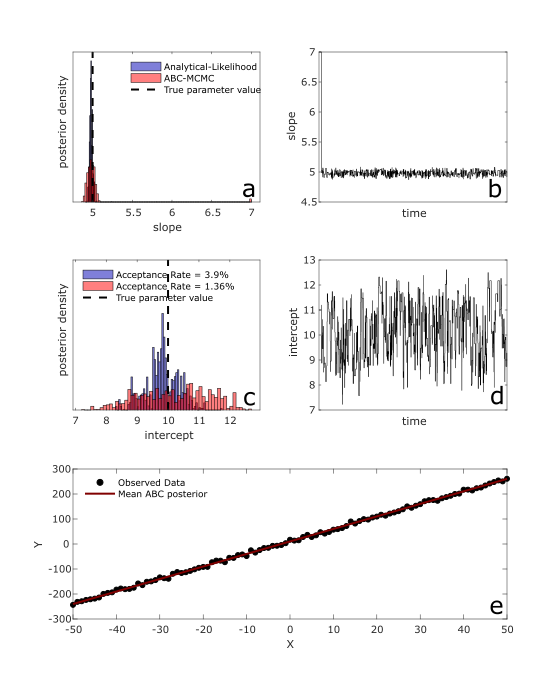 Analytical-Likelihood
ABC-MCMC
True parameter value
posterior density
a
5 5.5 6 6.5 7
slope
7
6.5
6
5.5
5
4.5
slope
b
time
Acceptance Rate = 3.9%
Acceptance Rate = 1.36%
True parameter value
posterior density
c
7 8 9 10 11 12
intercept
13
12
11
10
9
8
7
intercept
d
time
300
200
100
0
-100
-200
-300
Y
Observed Data
Mean ABC posterior
e
-50 -40 -30 -20 -10 0 10 20 30 40 50
X